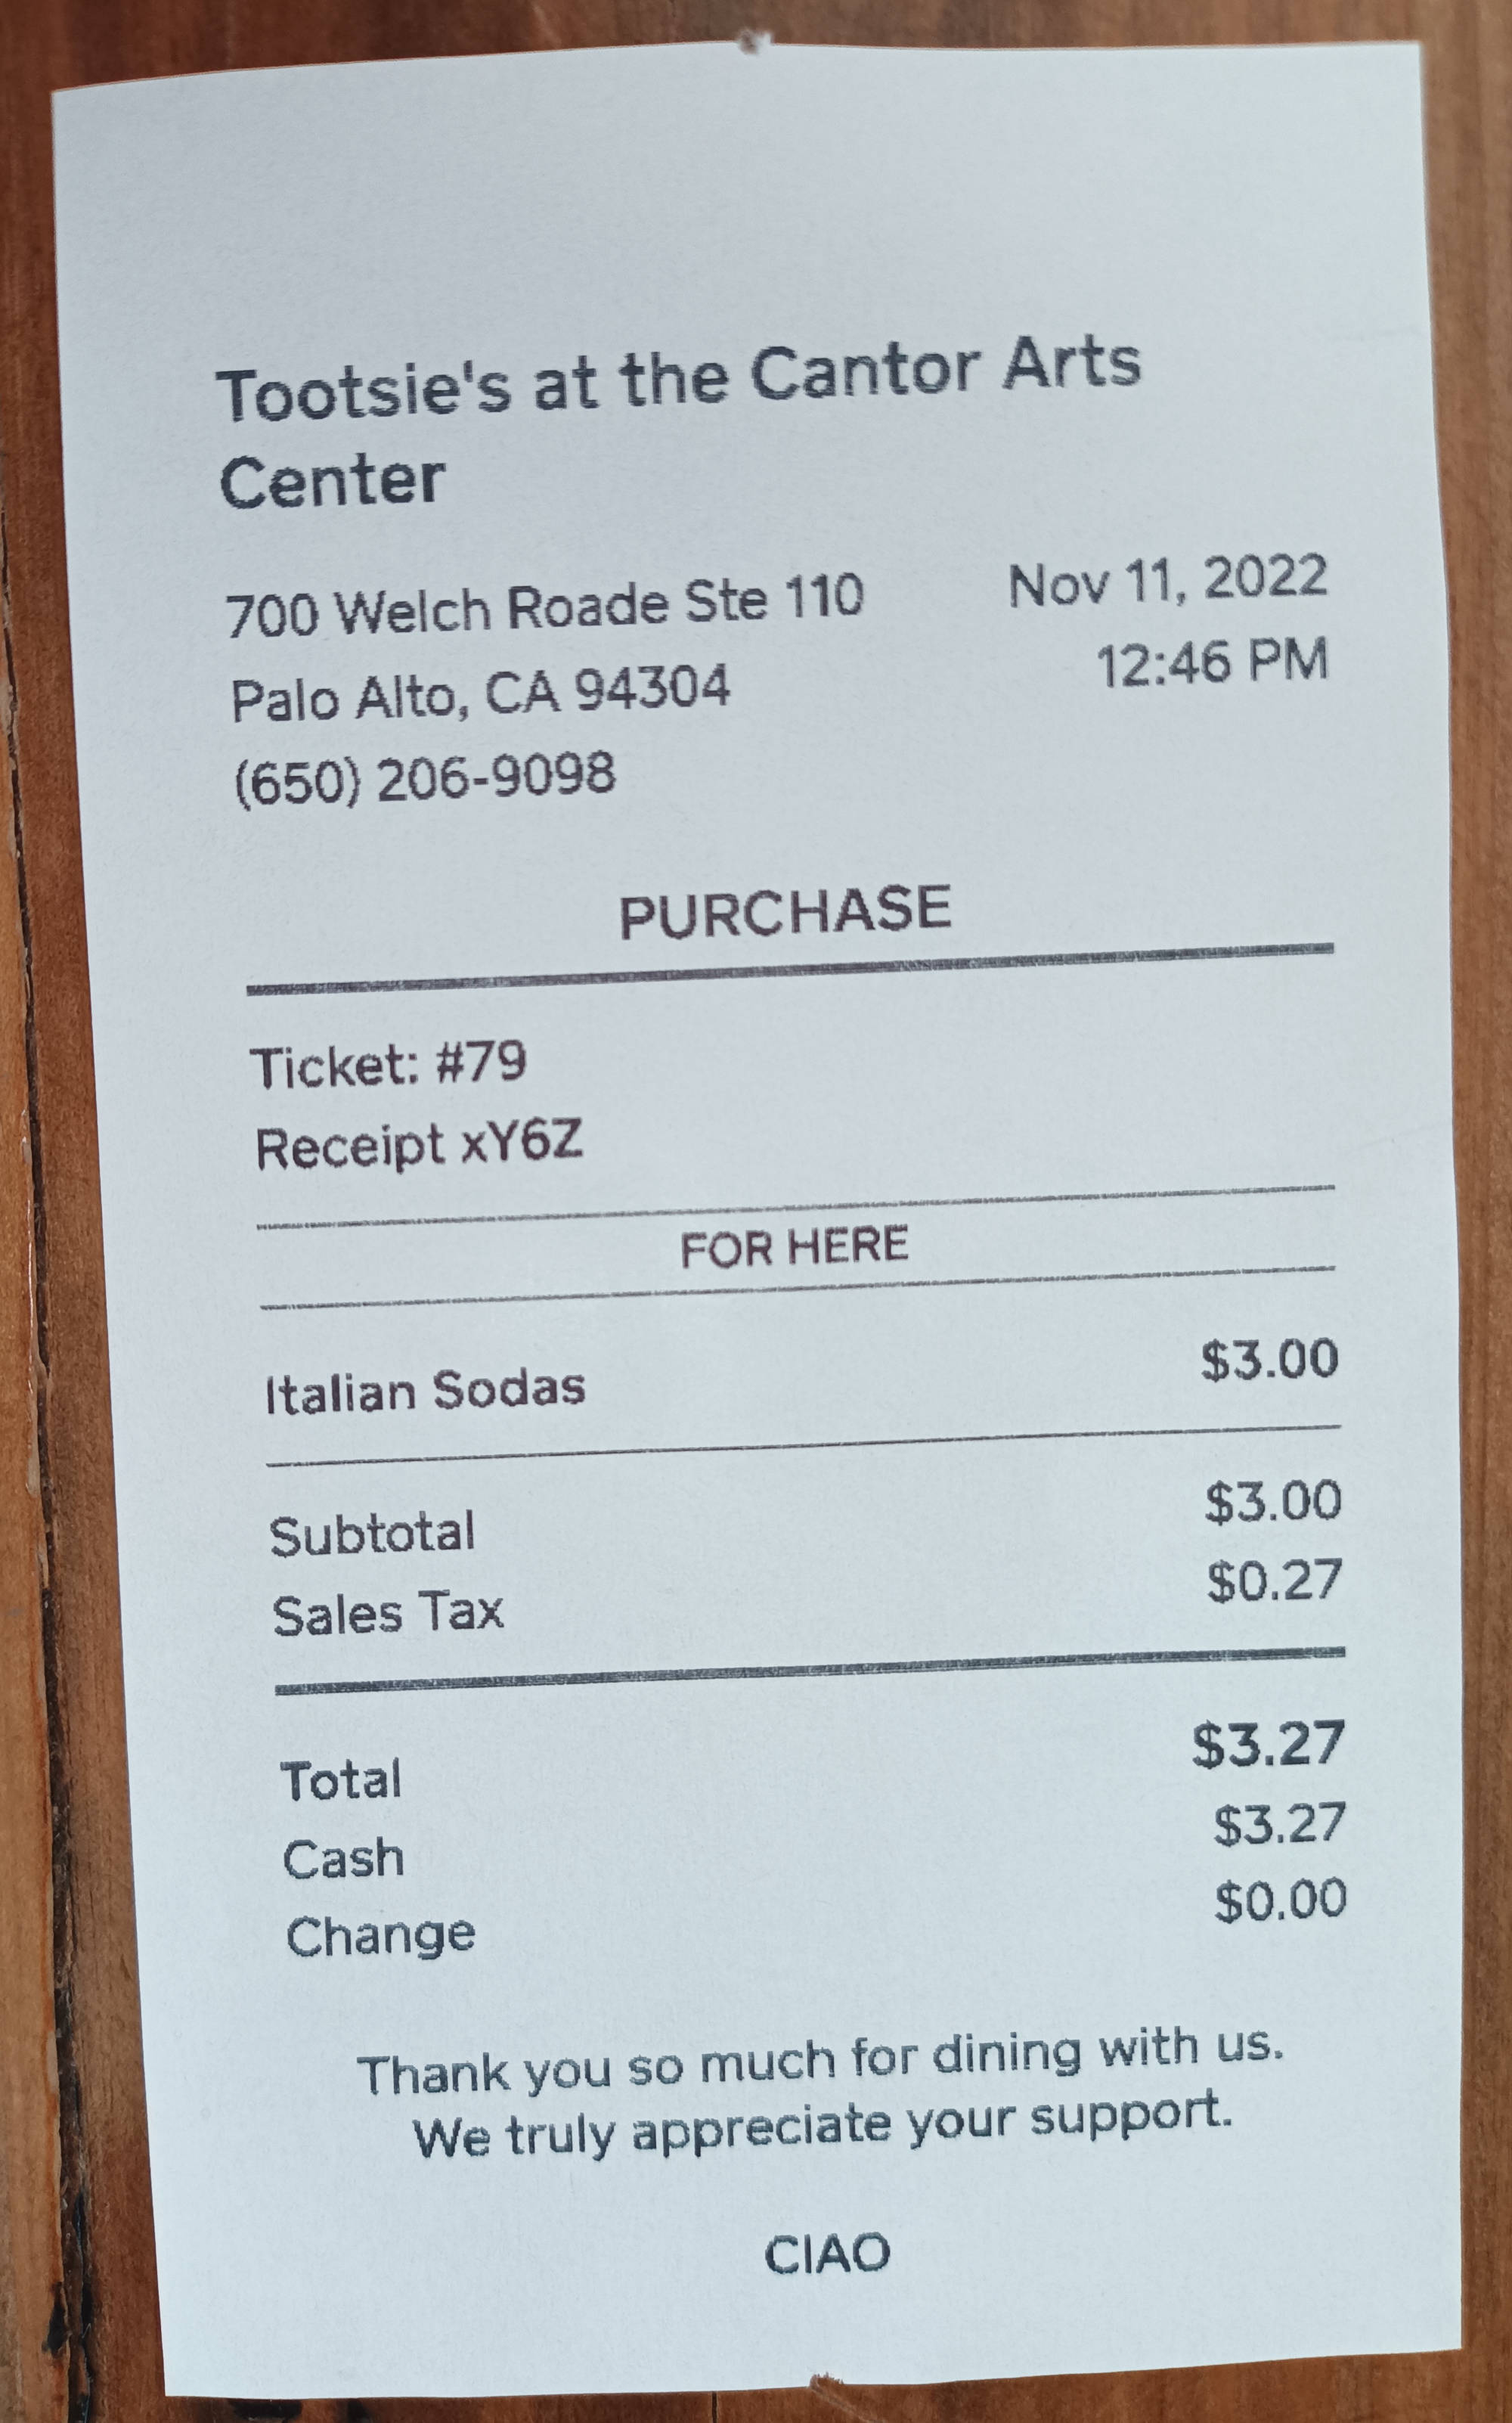 Tootsie's at the Cantor Arts
Center
700 Welch Roade Ste 110
Nov 11, 2022
Palo Alto, CA 94304
12:46 PM
(650) 206-9098
PURCHASE
Ticket: #79
Receipt xY6Z
FOR HERE
Italian Sodas $3.00
Subtotal $3.00
Sales Tax $0.27
Total $3.27
Cash $3.27
Change $0.00
Thank you so much for dining with us.
We truly appreciate your support.
CIAO